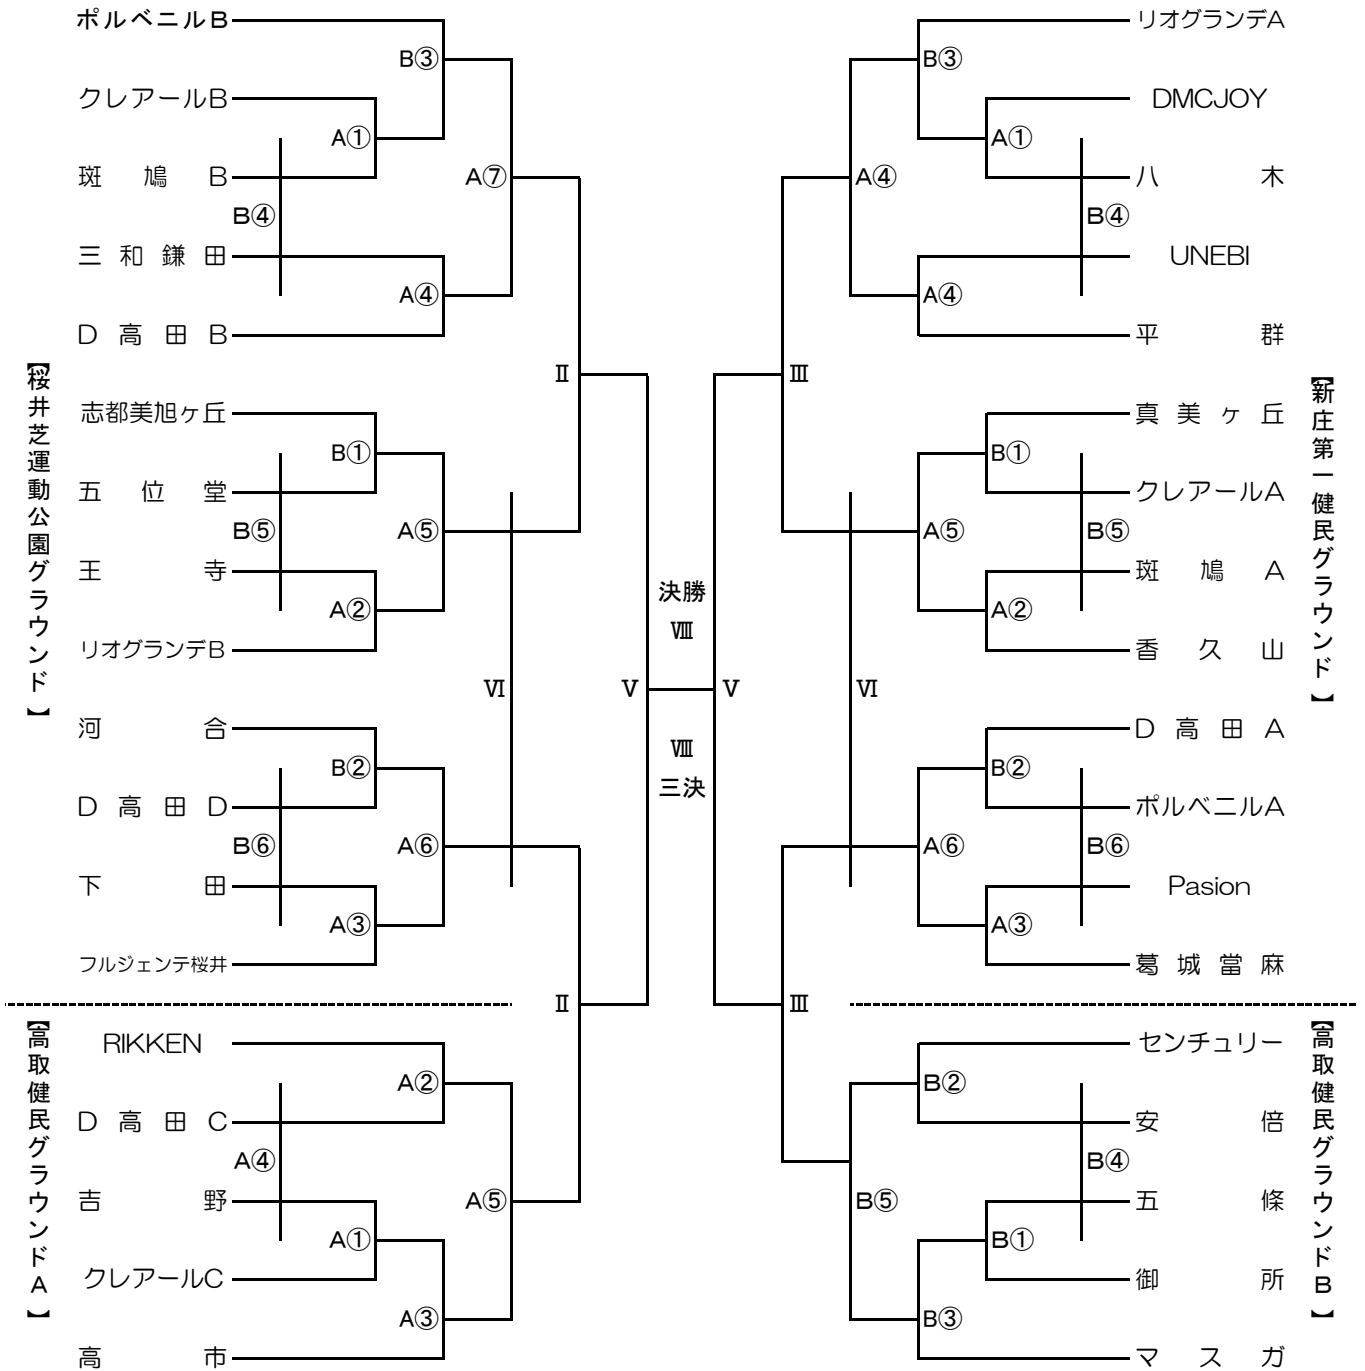 ポルベニルB
クレアールB
斑鳩B
三和鎌田
D高田B
志都美旭ヶ丘
五位堂
王寺
リオグランデB
河合
D高田D
下田
フルジェンテ桜井
RIKKEN
D高田C
吉野
クレアールC
高市
【桜井芝運動公園グラウンド】
【高取健民グラウンドA】
B③
A①
A⑦
B④
A④
Ⅱ
B①
B⑤
A⑤
A②
Ⅵ
Ⅴ
B②
B⑥
A⑥
A③
Ⅱ
A②
A④
A⑤
A①
A③
決勝
Ⅷ
Ⅷ
三決
リオグランデA
DMCJOY
八木
UNEBI
平群
真美ヶ丘
クレアールA
斑鳩A
香久山
D高田A
ポルベニルA
Pasion
葛城當麻
センチュリー
安倍
五條
御所
マスガ
B③
A①
A④
B④
A④
Ⅲ
B①
A⑤
B⑤
A②
Ⅴ
Ⅵ
B②
A⑥
B⑥
A③
Ⅲ
B②
B④
B⑤
B①
B③
【新庄第一健民グラウンド】
【高取健民グラウンドB】